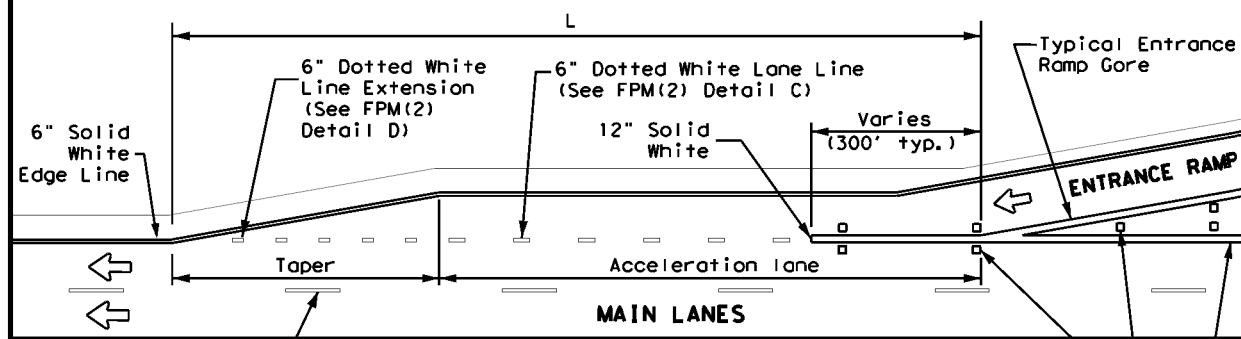 L
6" Dotted White
Line Extension
(See FPM(2)
Detail D)
6" Dotted White Lane Line
(See FPM(2) Detail C)
Typical Entrance
Ramp Gore
6" Solid
White
Edge Line
12" Solid
White
Varies
(300' typ.)
ENTRANCE RAMP
Taper
Acceleration lane
MAIN LANES